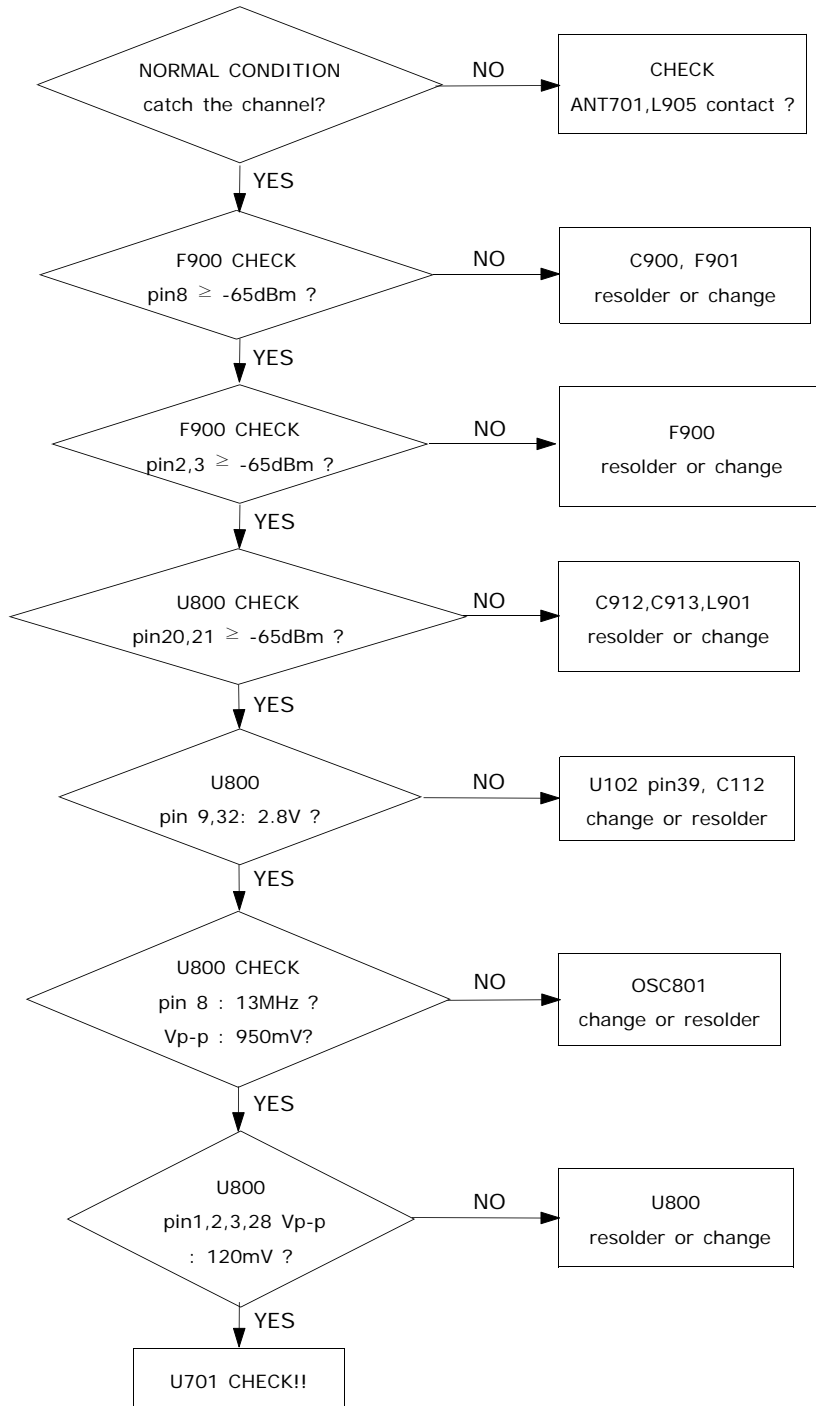 NORMAL CONDITION
catch the channel?
NO
CHECK
ANT701,L905 contact ?
YES
F900 CHECK
pin8 ≥ -65dBm ?
NO
C900, F901
resolder or change
YES
F900 CHECK
pin2,3 ≥ -65dBm ?
NO
F900
resolder or change
YES
U800 CHECK
pin20,21 ≥ -65dBm ?
NO
C912,C913,L901
resolder or change
YES
U800
pin 9,32: 2.8V ?
NO
U102 pin39, C112
change or resolder
YES
U800 CHECK
pin 8 : 13MHz ?
Vp-p : 950mV?
NO
OSC801
change or resolder
YES
U800
pin1,2,3,28 Vp-p
: 120mV ?
NO
U800
resolder or change
YES
U701 CHECK!!